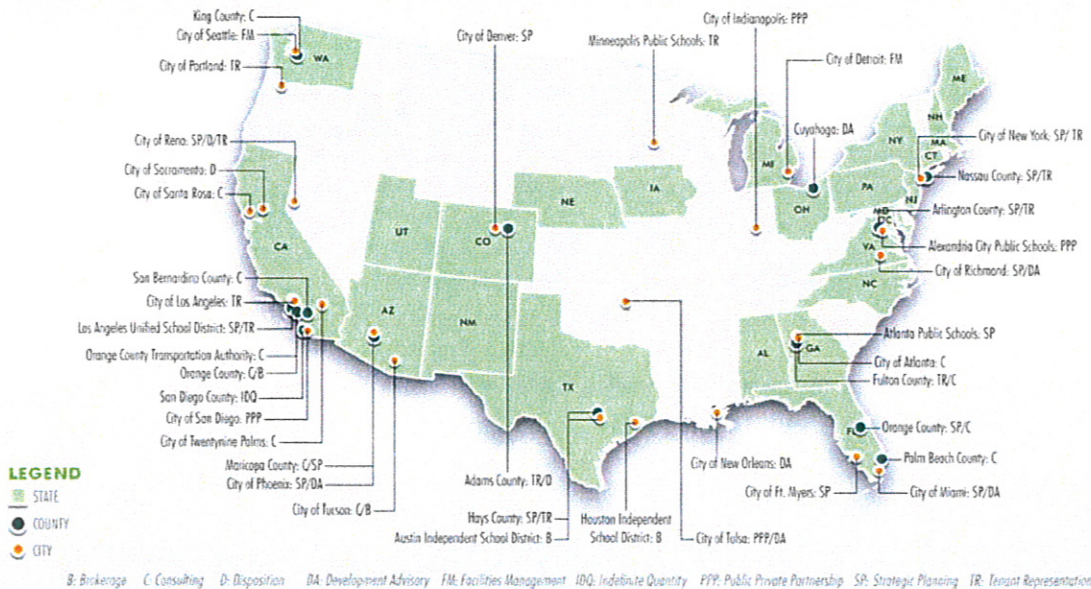 King County: C
City of Seattle: FM
City of Portland: TR
City of Reno: SP/D/TR
City of Sacramento: D
City of Santa Rosa: C
San Bernardino County: C
City of Los Angeles: TR
Los Angeles Unified School District: SP/TR
Orange County Transportation Authority: C
Orange County: C/B
San Diego County: IDQ
City of San Diego: PPP
City of Twentynine Palms: C
Maricopa County: C/SP
City of Phoenix: SP/DA
City of Tucson: C/B
City of Denver: SP
Adams County: TR/D
Hays County: SP/TR
Austin Independent School District: B
Houston Independent
School District: B
City of Tulsa: PPP/DA
City of New Orleans: DA
Minneapolis Public Schools: TR
City of Indianapolis: PPP
City of Detroit: FM
Cuyahoga: DA
City of New York: SP/TR
Nassau County: SP/TR
Arlington County: SP/TR
Alexandria City Public Schools: PPP
City of Richmond: SP/DA
Atlanta Public Schools: SP
City of Atlanta: C
Fulton County: TR/C
Orange County: SP/C
Palm Beach County: C
City of Ft. Myers: SP
City of Miami: SP/DA
WA
CA
UT
AZ
CO
NM
NE
IA
TX
MI
OH
AL
GA
FL
NC
VA
MD
DC
PA
NJ
NY
CT
MA
NH
ME
LEGEND
STATE
COUNTY
CITY
B: Brokerage C: Consulting D: Disposition DA: Development Advisory FM: Facilities Management IDQ: Indefinite Quantity PPP: Public Private Partnership SP: Strategic Planning TR: Tenant Representation